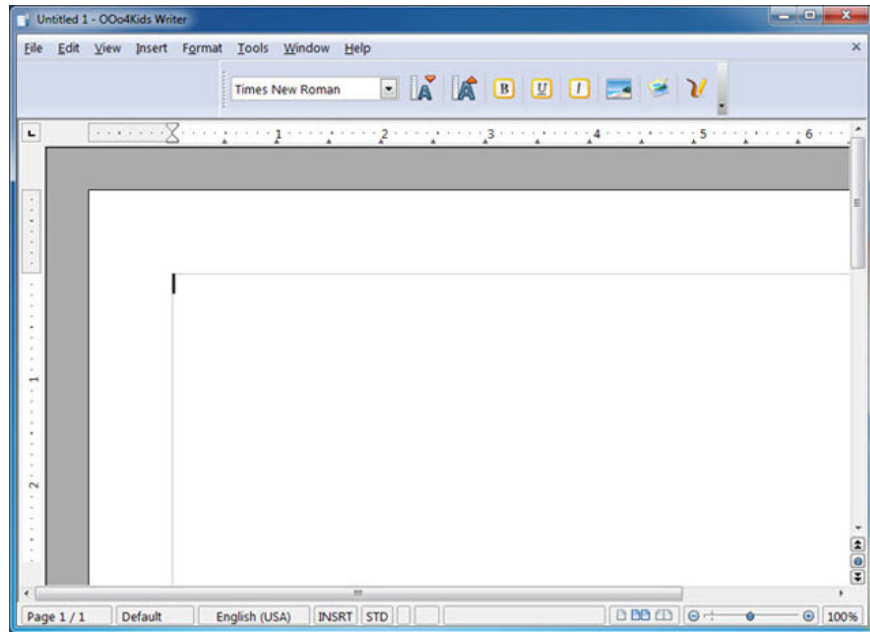 Untitled 1 - OOo4Kids Writer
File Edit View Insert Format Tools Window Help
Times New Roman A A B U I
1 2 3 4 5 6
1
2
Page 1 / 1 Default English (USA) INSRT STD 100%